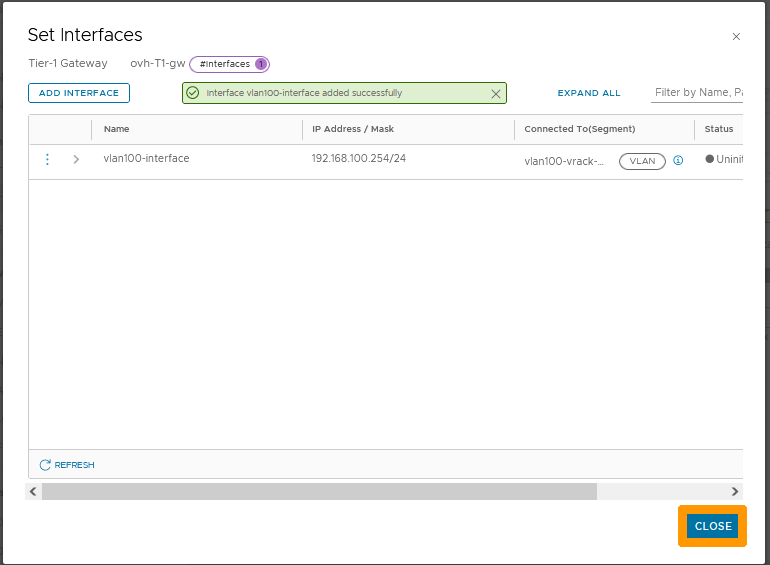 Set Interfaces
Tier-1 Gateway ovh-T1-gw #Interfaces 1
ADD INTERFACE Interface vlan100-interface added successfully EXPAND ALL Filter by Name, Pa
Name IP Address / Mask Connected To(Segment) Status
vlan100-interface 192.168.100.254/24 vlan100-vrack-... VLAN Uninit
REFRESH
CLOSE